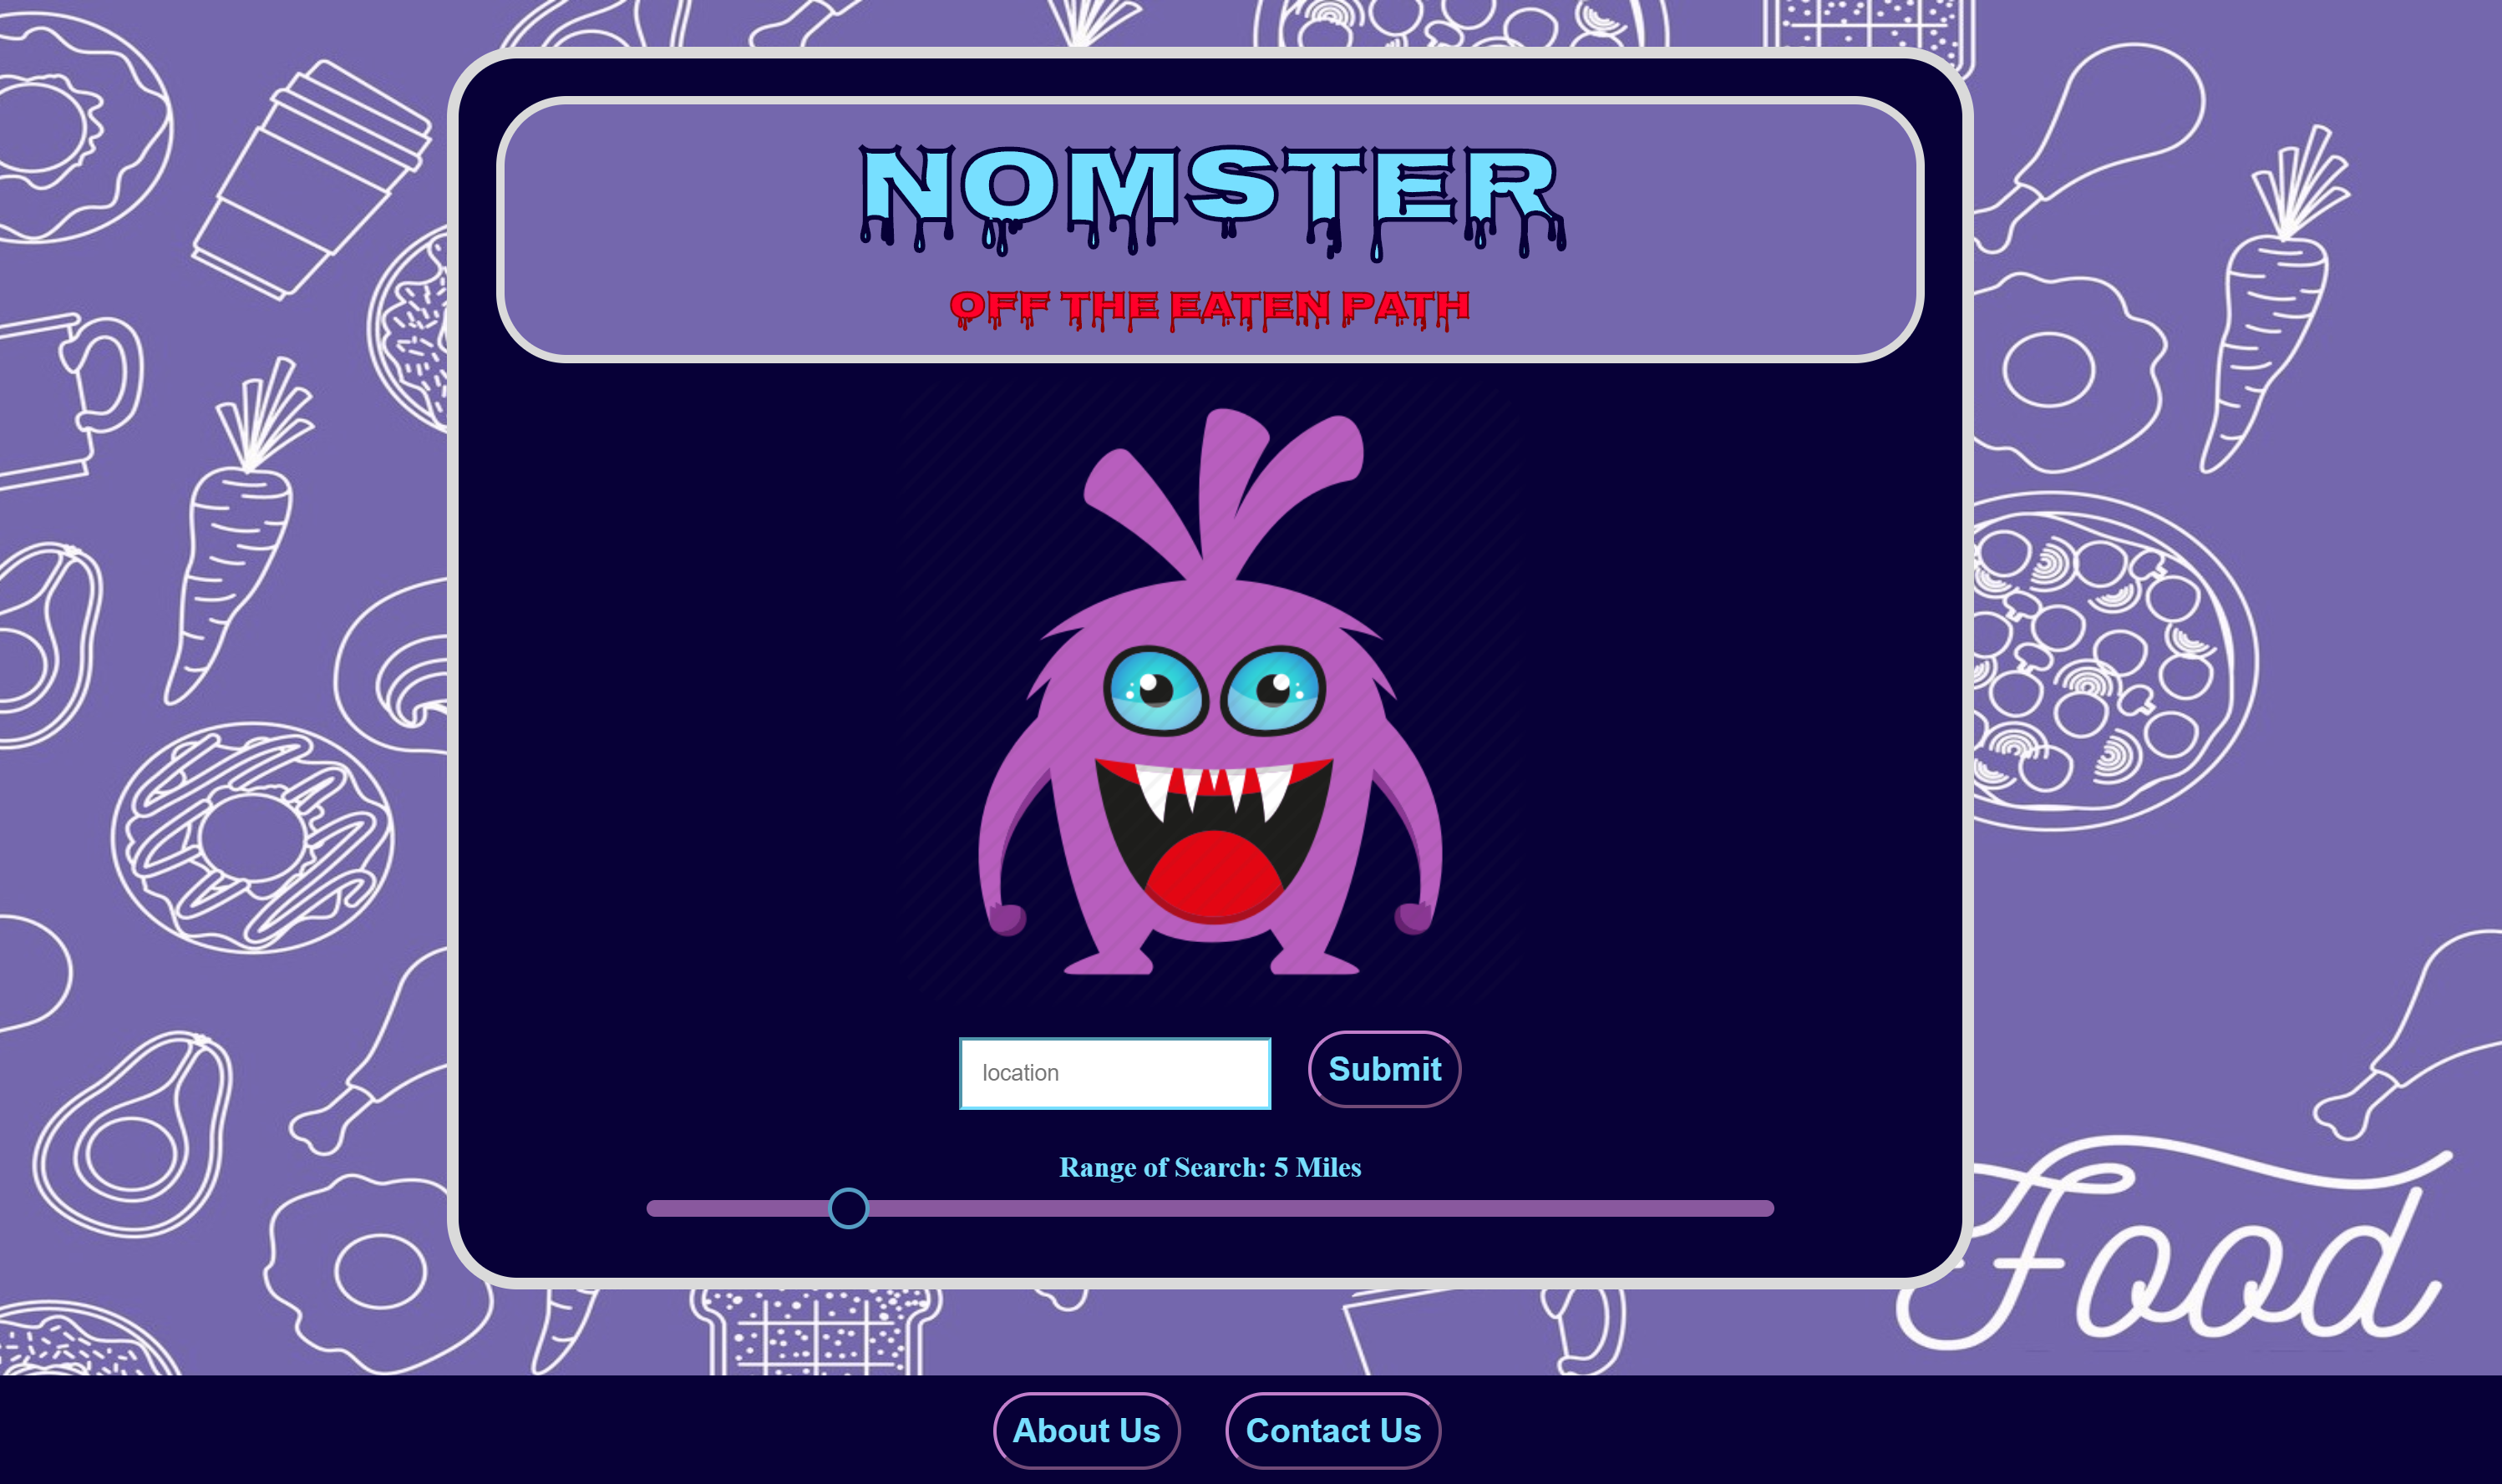 NOMSTER
OFF THE EATEN PATH
location
Submit
Range of Search: 5 Miles
Food
About Us
Contact Us